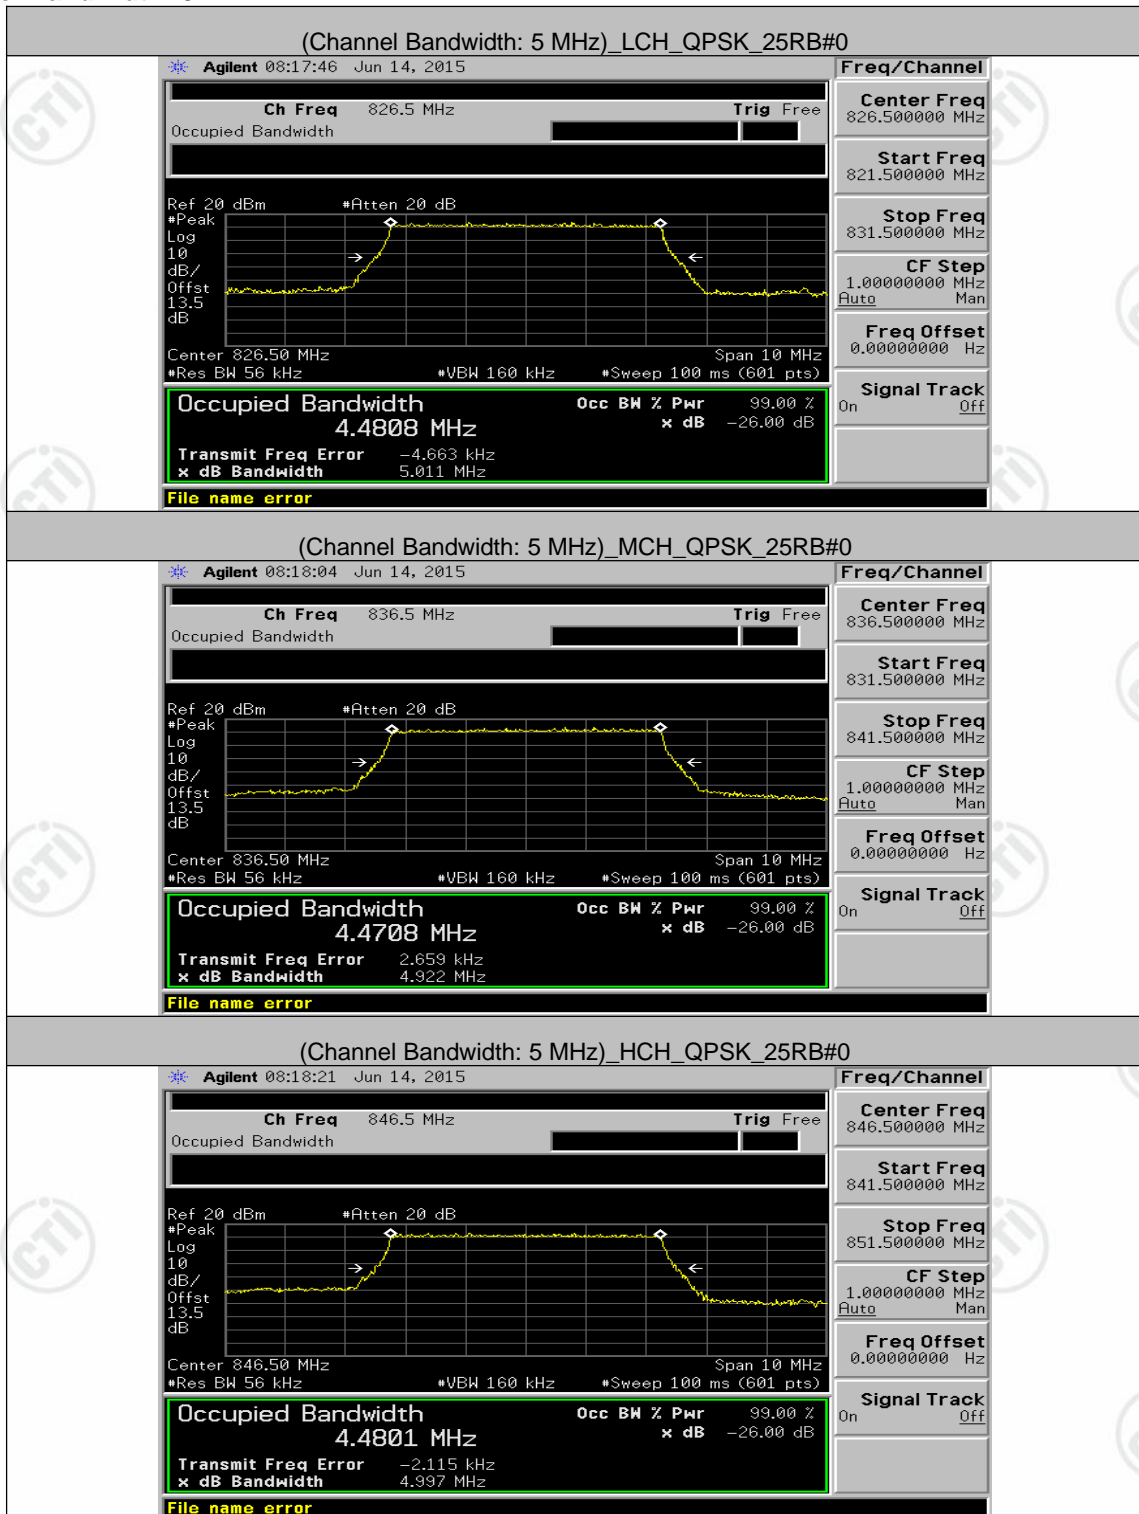 (Channel Bandwidth: 5 MHz)_LCH_QPSK_25RB#0
Agilent 08:17:46 Jun 14, 2015
Freq/Channel
Ch Freq 826.5 MHz Trig Free
Occupied Bandwidth
Center Freq
826.500000 MHz
Start Freq
821.500000 MHz
Stop Freq
831.500000 MHz
CF Step
1.00000000 MHz
Auto Man
Freq Offset
0.00000000 Hz
Signal Track
On Off
Ref 20 dBm #Atten 20 dB
#Peak
Log
10
dB/
Offst
13.5
dB
Center 826.50 MHz Span 10 MHz
#Res BW 56 kHz #VBW 160 kHz #Sweep 100 ms (601 pts)
Occupied Bandwidth Occ BW % Pwr 99.00 %
4.4808 MHz x dB -26.00 dB
Transmit Freq Error -4.663 kHz
x dB Bandwidth 5.011 MHz
File name error
(Channel Bandwidth: 5 MHz)_MCH_QPSK_25RB#0
Agilent 08:18:04 Jun 14, 2015
Freq/Channel
Ch Freq 836.5 MHz Trig Free
Occupied Bandwidth
Center Freq
836.500000 MHz
Start Freq
831.500000 MHz
Stop Freq
841.500000 MHz
CF Step
1.00000000 MHz
Auto Man
Freq Offset
0.00000000 Hz
Signal Track
On Off
Ref 20 dBm #Atten 20 dB
#Peak
Log
10
dB/
Offst
13.5
dB
Center 836.50 MHz Span 10 MHz
#Res BW 56 kHz #VBW 160 kHz #Sweep 100 ms (601 pts)
Occupied Bandwidth Occ BW % Pwr 99.00 %
4.4708 MHz x dB -26.00 dB
Transmit Freq Error 2.659 kHz
x dB Bandwidth 4.922 MHz
File name error
(Channel Bandwidth: 5 MHz)_HCH_QPSK_25RB#0
Agilent 08:18:21 Jun 14, 2015
Freq/Channel
Ch Freq 846.5 MHz Trig Free
Occupied Bandwidth
Center Freq
846.500000 MHz
Start Freq
841.500000 MHz
Stop Freq
851.500000 MHz
CF Step
1.00000000 MHz
Auto Man
Freq Offset
0.00000000 Hz
Signal Track
On Off
Ref 20 dBm #Atten 20 dB
#Peak
Log
10
dB/
Offst
13.5
dB
Center 846.50 MHz Span 10 MHz
#Res BW 56 kHz #VBW 160 kHz #Sweep 100 ms (601 pts)
Occupied Bandwidth Occ BW % Pwr 99.00 %
4.4801 MHz x dB -26.00 dB
Transmit Freq Error -2.115 kHz
x dB Bandwidth 4.997 MHz
File name error
CTI
CTI
CTI
CTI
CTI
CTI
CTI
CTI